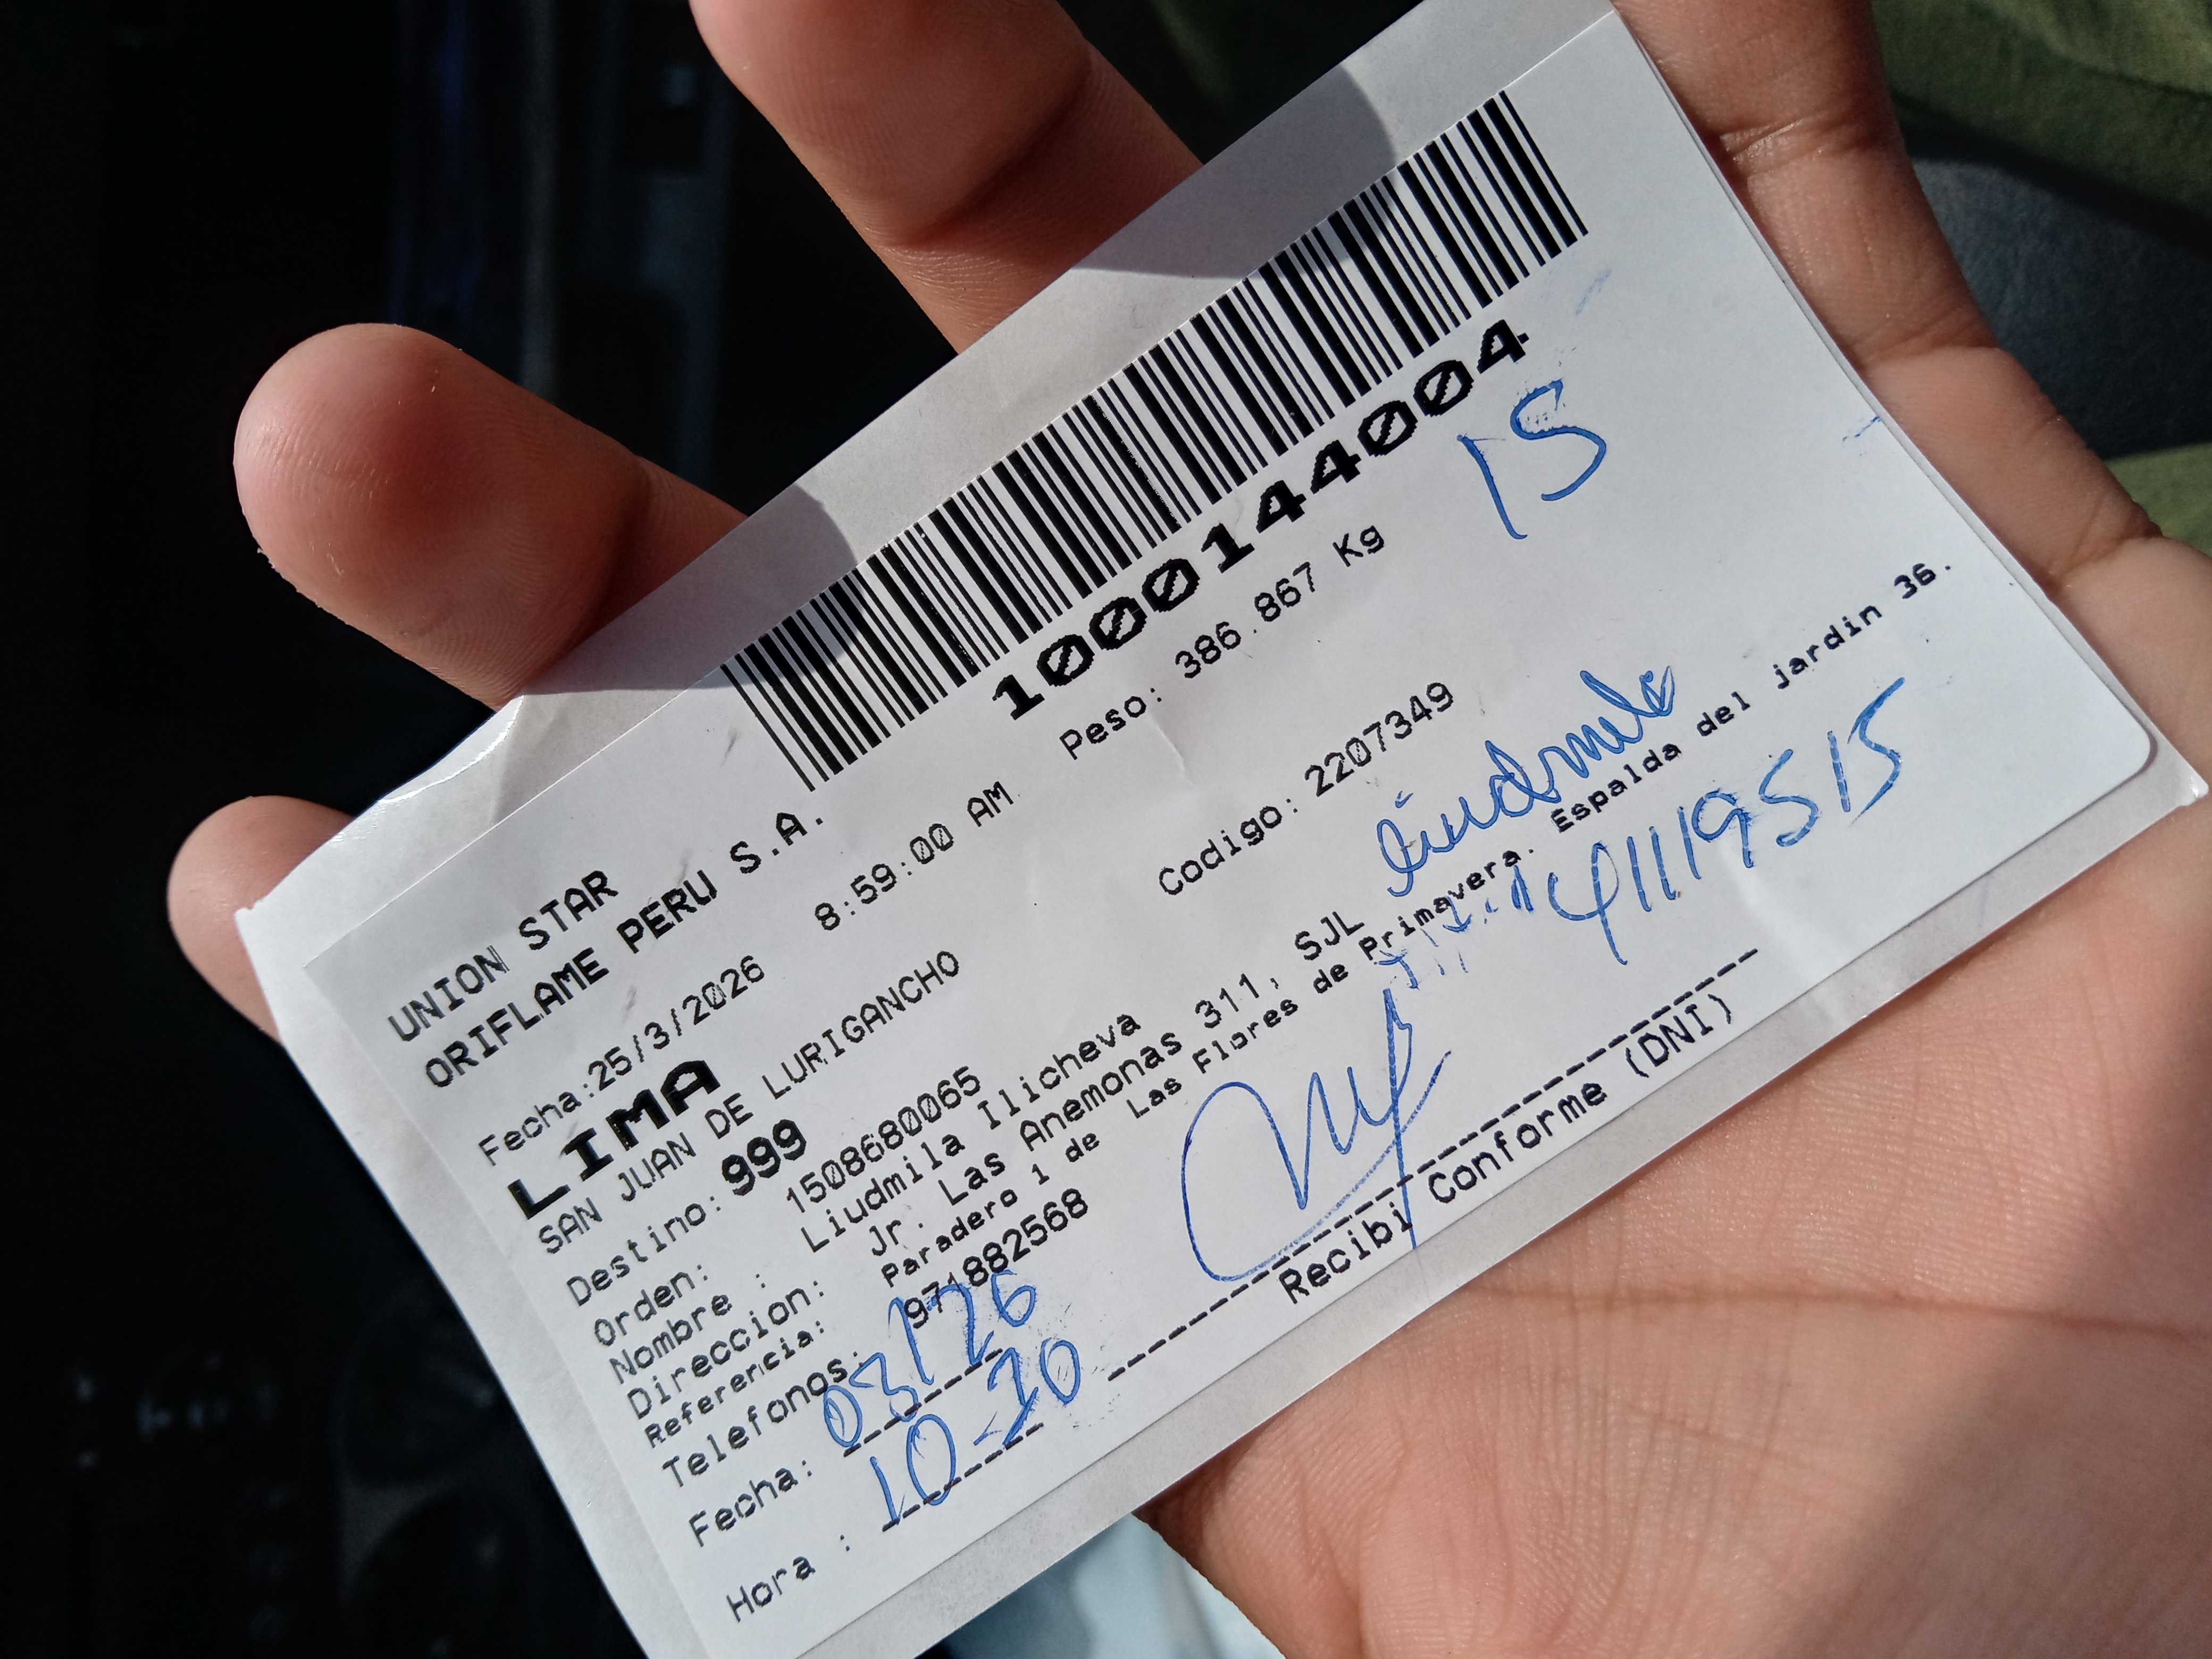 10000144004
15
UNION STAR
ORIFLAME PERU S.A.
Fecha:25/3/2026 8:59:00 AM Peso: 386.867 Kg
LIMA
SAN JUAN DE LURIGANCHO
Destino: 999 Codigo: 2207349
Orden: 1508680065
Nombre : Liudmila Ilicheva
Direccion: Jr. Las Anemonas 311, SJL
Referencia: Paradero 1 de Las Flores de Primavera. Espalda del jardin 36.
Telefonos: 971882568
Fecha: 03/26
Hora : 10-30
Recibi Conforme (DNI)